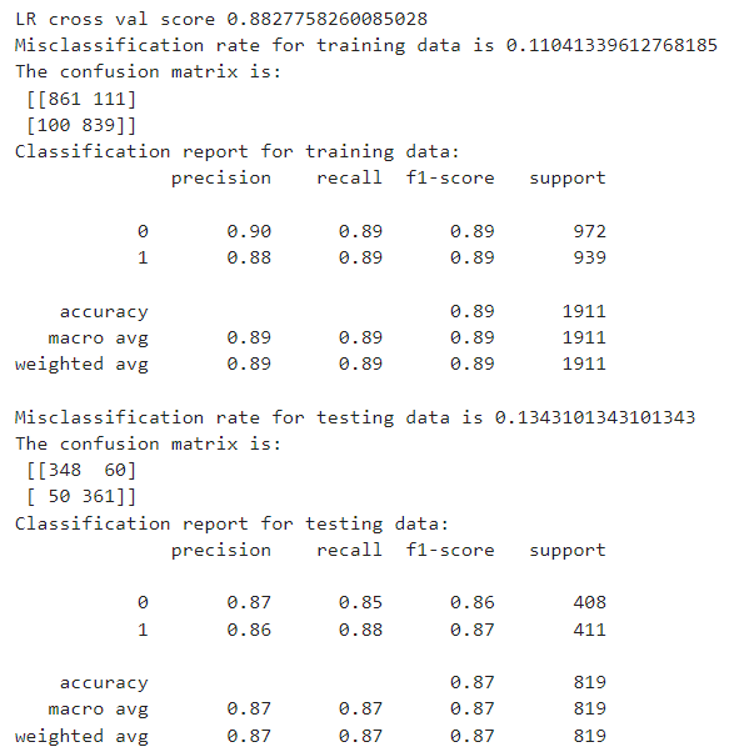 LR cross val score 0.8827758260085028
Misclassification rate for training data is 0.11041339612768185
The confusion matrix is:
[[861 111]
[100 839]]
Classification report for training data:
precision recall f1-score support
0 0.90 0.89 0.89 972
1 0.88 0.89 0.89 939
accuracy 0.89 1911
macro avg 0.89 0.89 0.89 1911
weighted avg 0.89 0.89 0.89 1911
Misclassification rate for testing data is 0.1343101343101343
The confusion matrix is:
[[348  60]
[ 50 361]]
Classification report for testing data:
precision recall f1-score support
0 0.87 0.85 0.86 408
1 0.86 0.88 0.87 411
accuracy 0.87 819
macro avg 0.87 0.87 0.87 819
weighted avg 0.87 0.87 0.87 819